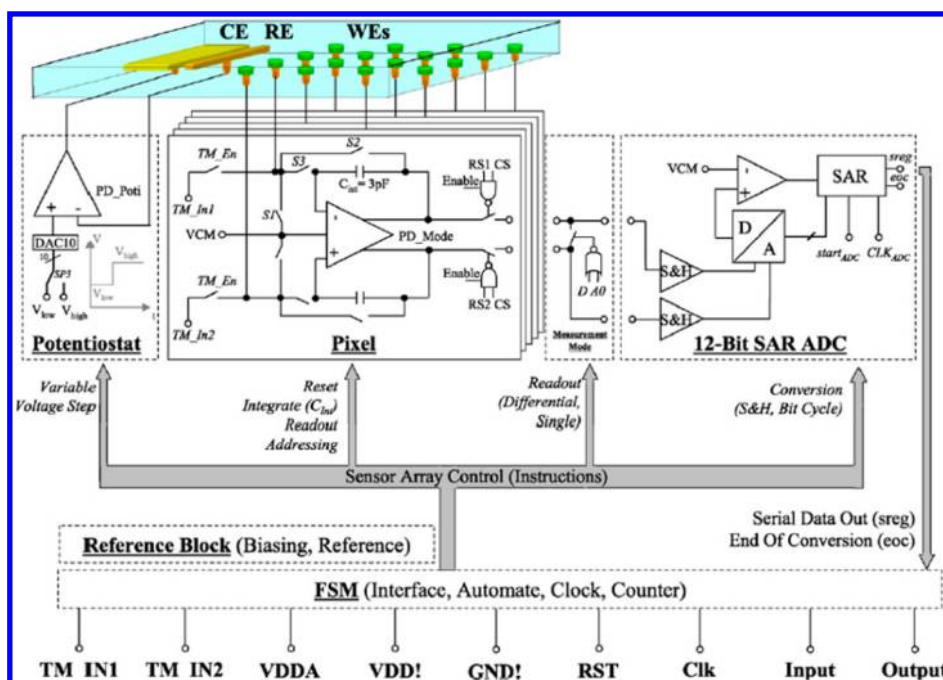 CE RE WEs
TM_En
S2
S3
C_int = 3pF
RS1 CS
Enable
PD_Poti
TM_In1
S1
VCM
PD_Mode
+ -
DAC10
10
SP3
V
V_high
V_low
t
V_low V_high
TM_En
TM_In2
Enable
RS2 CS
D A0
VCM
SAR
sreg
eoc
D
A
start_ADC CLK_ADC
S&H
S&H
Potentiostat
Pixel
Measurement
Mode
12-Bit SAR ADC
Variable
Voltage Step
Reset
Integrate (C_Int)
Readout
Addressing
Readout
(Differential,
Single)
Conversion
(S&H, Bit Cycle)
Sensor Array Control (Instructions)
Serial Data Out (sreg)
End Of Conversion (eoc)
Reference Block (Biasing, Reference)
FSM (Interface, Automate, Clock, Counter)
TM IN1 TM IN2 VDDA VDD! GND! RST Clk Input Output